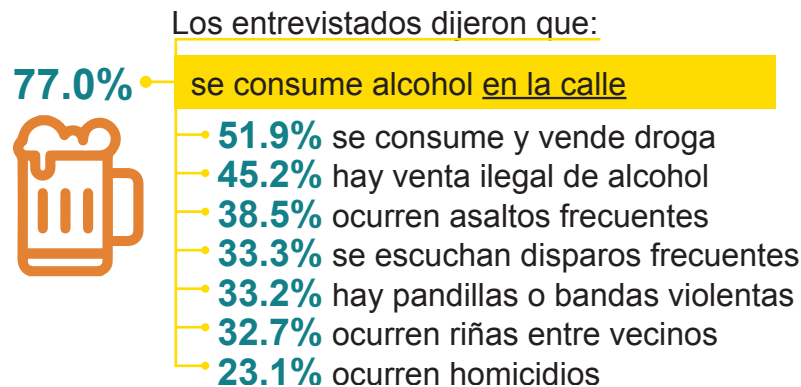 Los entrevistados dijeron que:
77.0% se consume alcohol en la calle
51.9% se consume y vende droga
45.2% hay venta ilegal de alcohol
38.5% ocurren asaltos frecuentes
33.3% se escuchan disparos frecuentes
33.2% hay pandillas o bandas violentas
32.7% ocurren riñas entre vecinos
23.1% ocurren homicidios